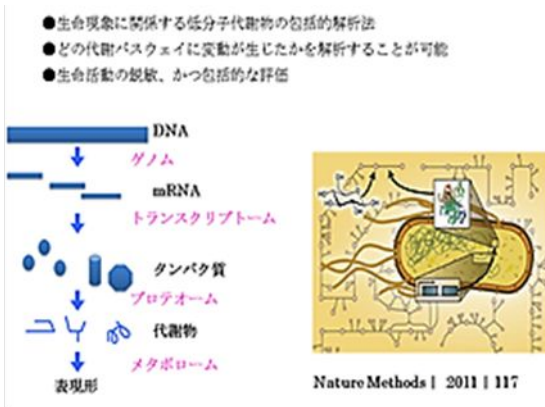 ●生命現象に関係する低分子代謝物の包括的解析法
●どの代謝パスウェイに変動が生じたかを解析することが可能
●生命活動の鋭敏、かつ包括的な評価
DNA
ゲノム
mRNA
トランスクリプトーム
タンパク質
プロテオーム
代謝物
メタボローム
表現形
Nature Methods | 2011 | 117